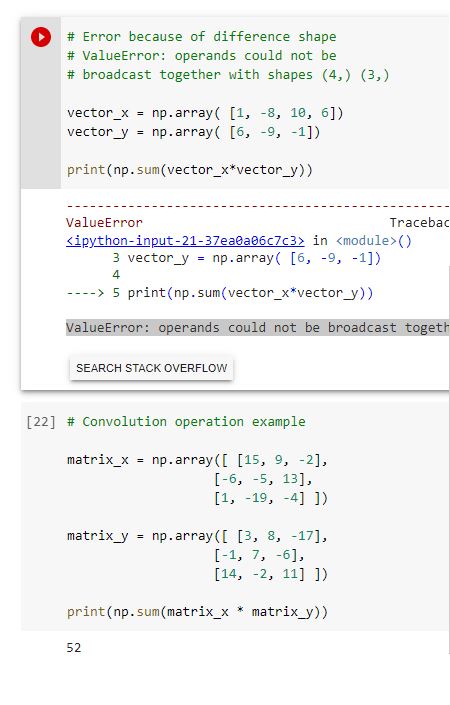 # Error because of difference shape
# ValueError: operands could not be
# broadcast together with shapes (4,) (3,)
vector_x = np.array( [1, -8, 10, 6])
vector_y = np.array( [6, -9, -1])
print(np.sum(vector_x*vector_y))
---------------------------------------------------
ValueError Tracebac
<ipython-input-21-37ea0a06c7c3> in <module>()
3 vector_y = np.array( [6, -9, -1])
4
----> 5 print(np.sum(vector_x*vector_y))
ValueError: operands could not be broadcast togeth
SEARCH STACK OVERFLOW
[22] # Convolution operation example
matrix_x = np.array([ [15, 9, -2],
[-6, -5, 13],
[1, -19, -4] ])
matrix_y = np.array([ [3, 8, -17],
[-1, 7, -6],
[14, -2, 11] ])
print(np.sum(matrix_x * matrix_y))
52